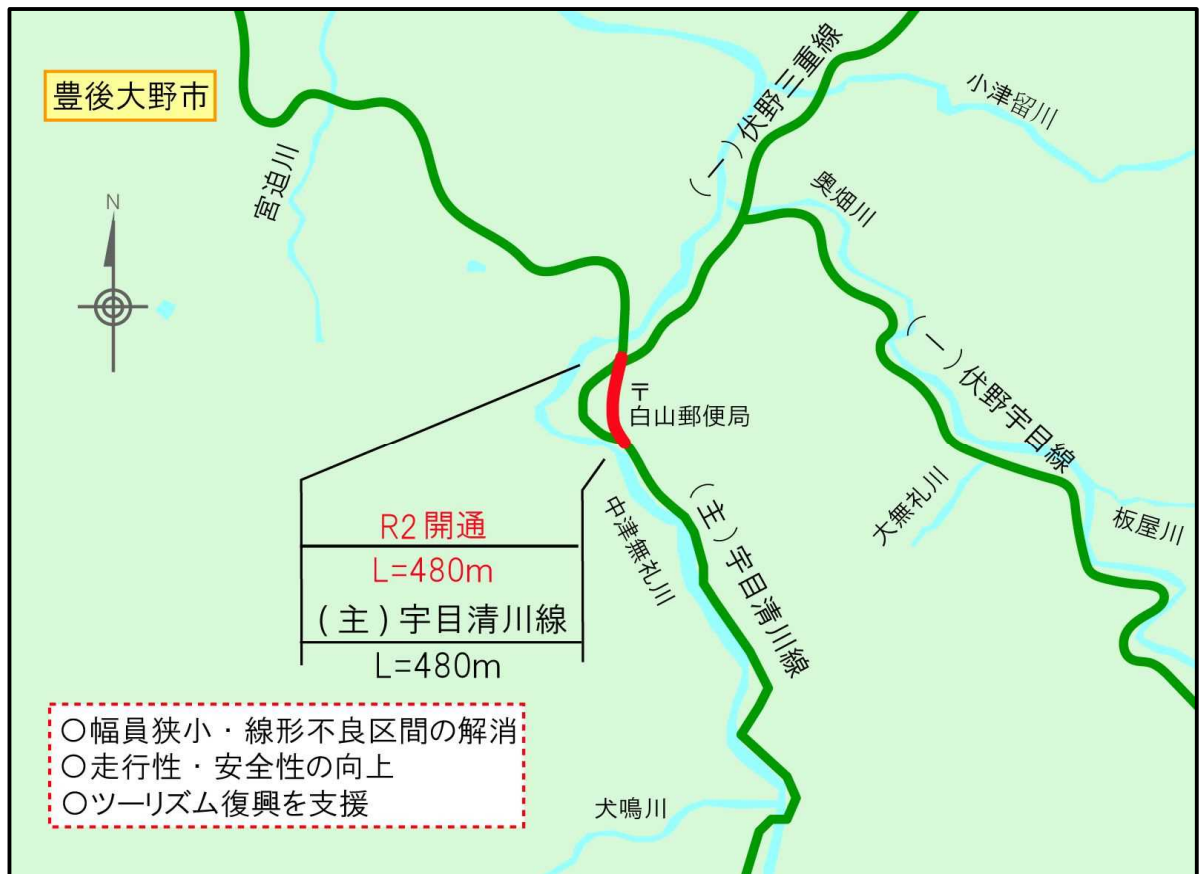 豊後大野市
N
宮迫川
(一)伏野三重線
小津留川
奥畑川
(一)伏野宇目線
〒
白山郵便局
大無礼川
板屋川
中津無礼川
(主)宇目清川線
R2開通
L=480m
(主)宇目清川線
L=480m
○幅員狭小・線形不良区間の解消
○走行性・安全性の向上
○ツーリズム復興を支援
犬鳴川